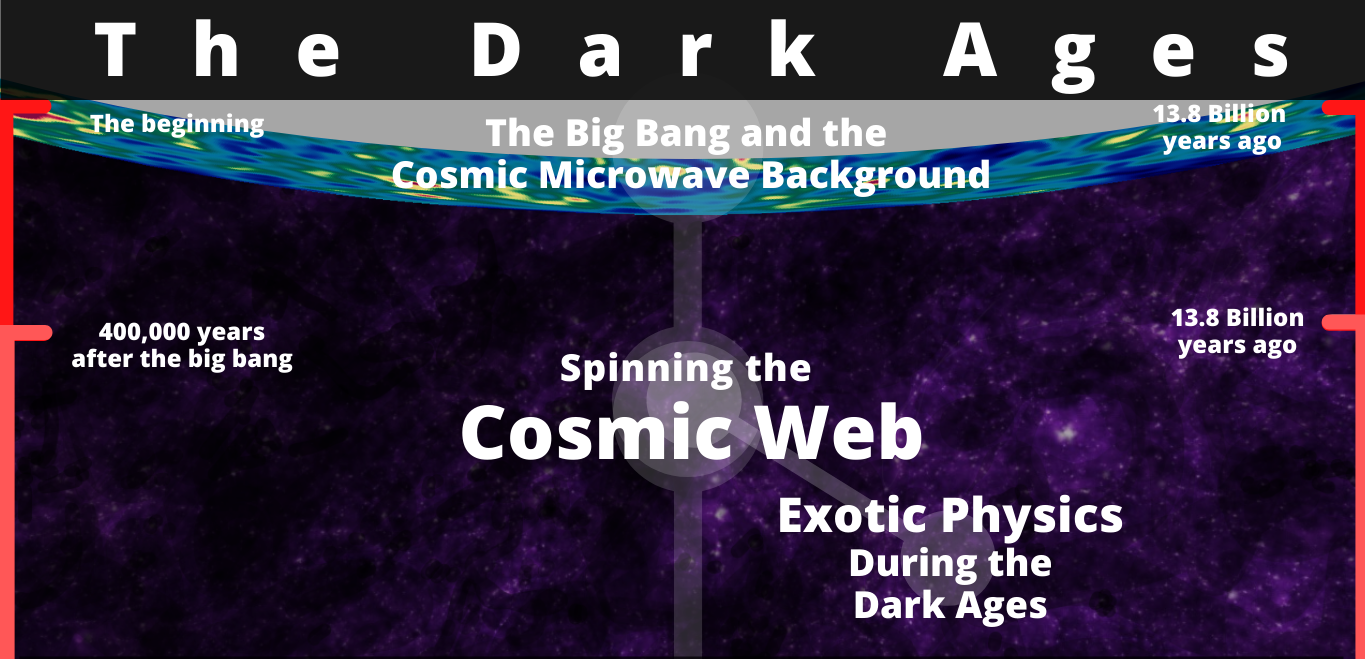 The Dark Ages
The beginning
The Big Bang and the
Cosmic Microwave Background
13.8 Billion
years ago
400,000 years
after the big bang
13.8 Billion
years ago
Spinning the
Cosmic Web
Exotic Physics
During the
Dark Ages